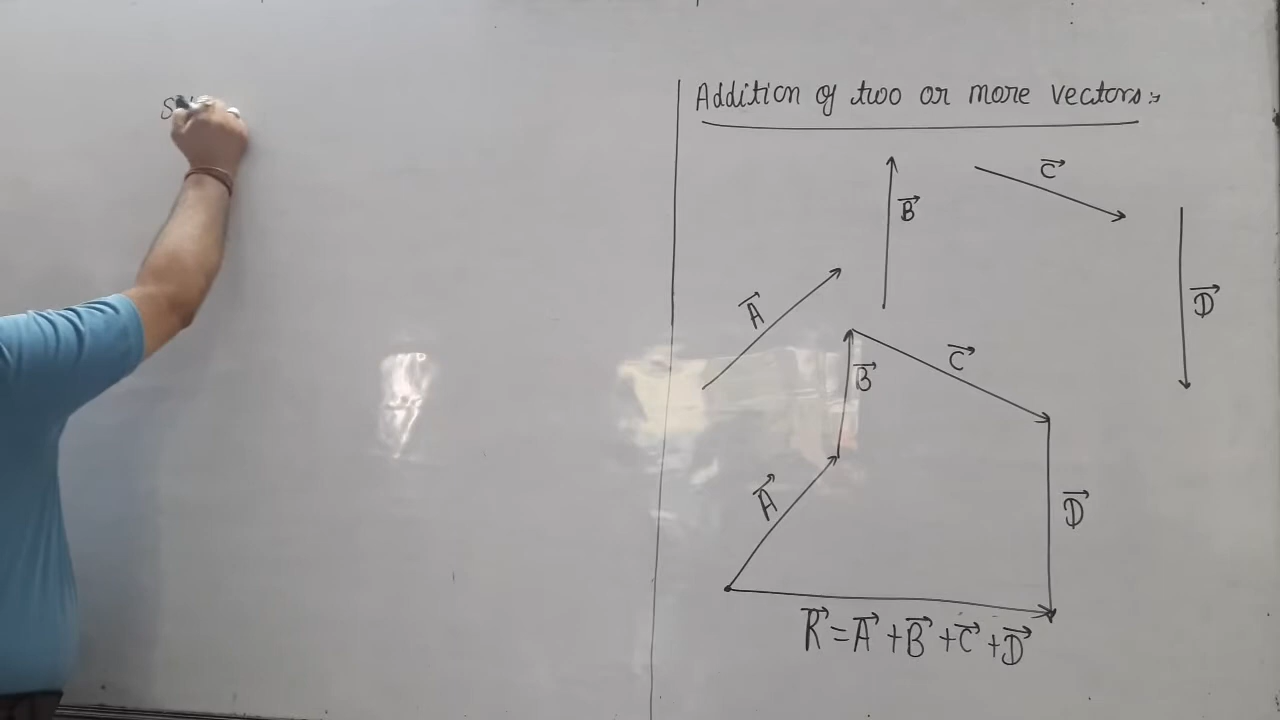 Addition of two or more vectors :-
B⃗
C⃗
A⃗
D⃗
B⃗
C⃗
A⃗
D⃗
R⃗ = A⃗ + B⃗ + C⃗ + D⃗